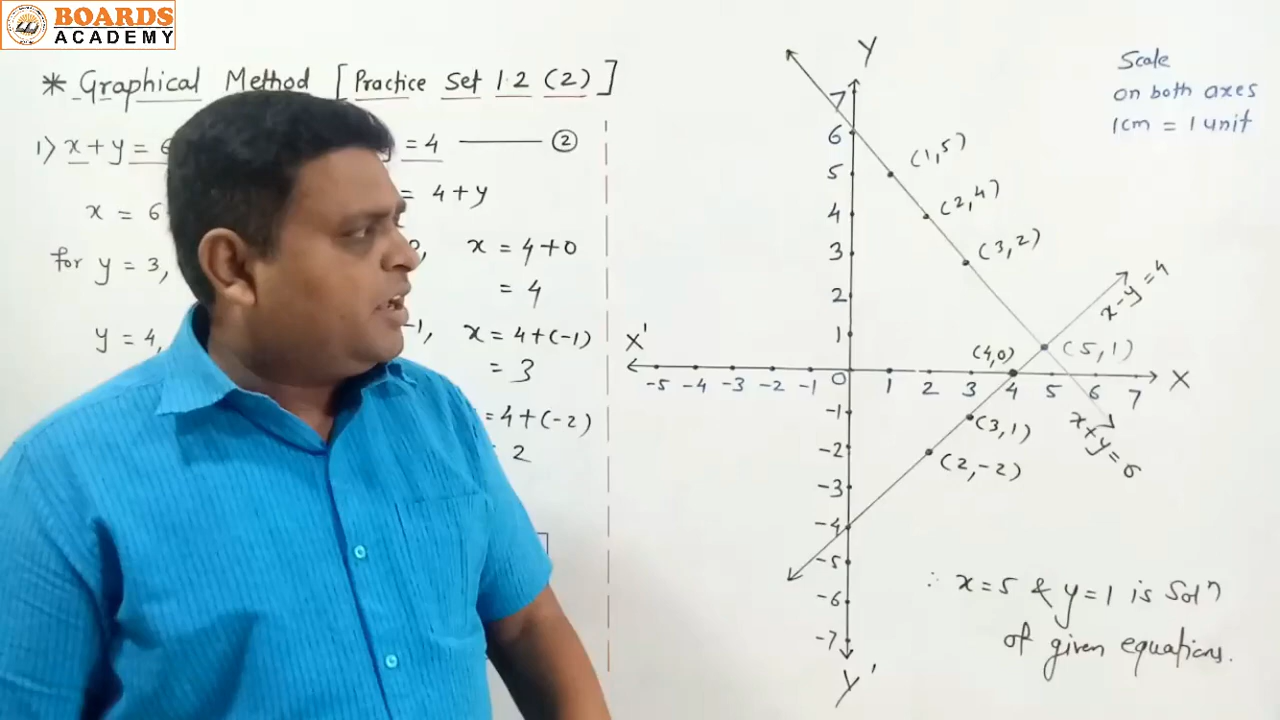 BOARDS
ACADEMY
* Graphical Method [Practice Set 1.2 (2)]
1) x + y = 6
= 4 ——— ②
x = 6
= 4 + y
for y = 3,
x = 4 + 0
= 4
y = 4,
-1, x = 4 + (-1)
= 3
= 4 + (-2)
2
Y
7
6
5
4
3
2
1
(1,5)
(2,4)
(3,2)
Scale
on both axes
1cm = 1 unit
x - y = 4
X'
(4,0)
(5,1)
-5 -4 -3 -2 -1 0 1 2 3 4 5 6 7 X
-1
-2
-3
-4
-5
-6
-7
Y'
(3,1)
(2,-2)
x + y = 6
∴ x = 5 & y = 1 is Solⁿ
of given equations.